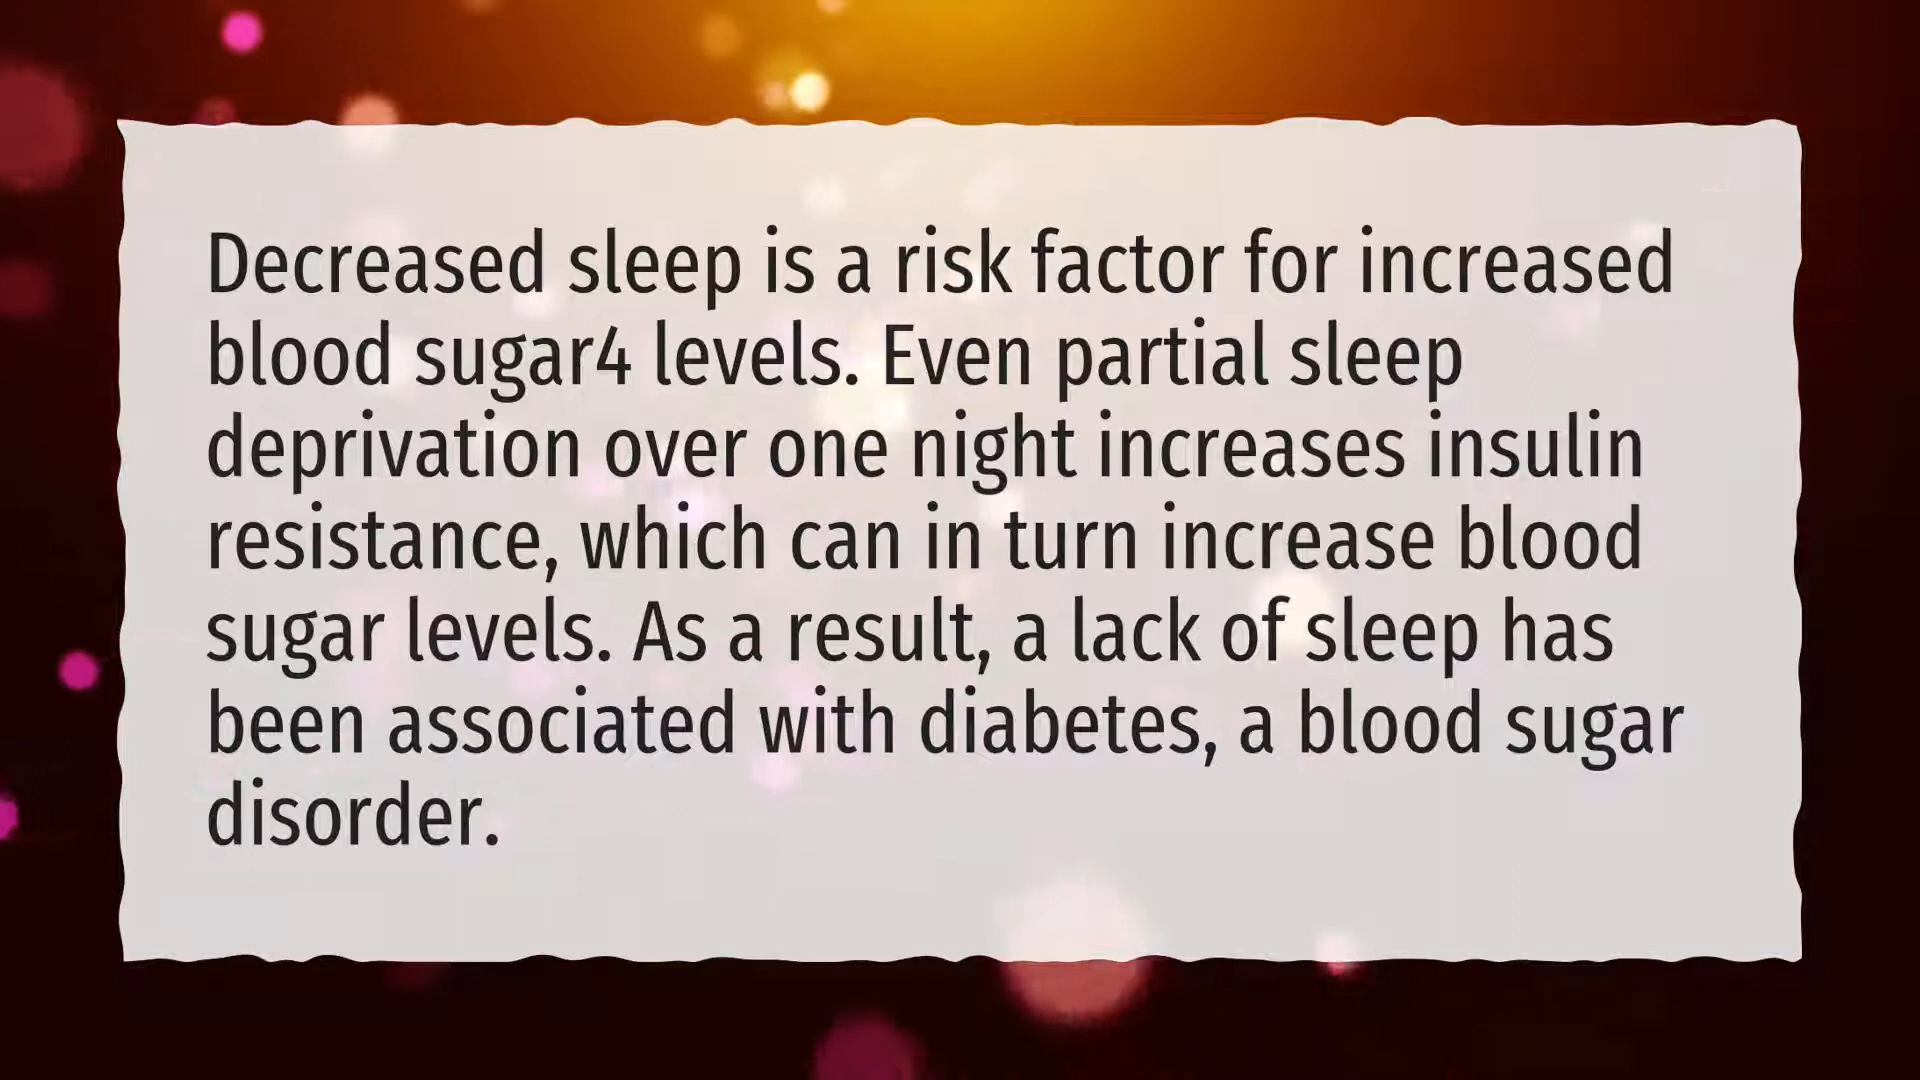 Decreased sleep is a risk factor for increased
blood sugar4 levels. Even partial sleep
deprivation over one night increases insulin
resistance, which can in turn increase blood
sugar levels. As a result, a lack of sleep has
been associated with diabetes, a blood sugar
disorder.